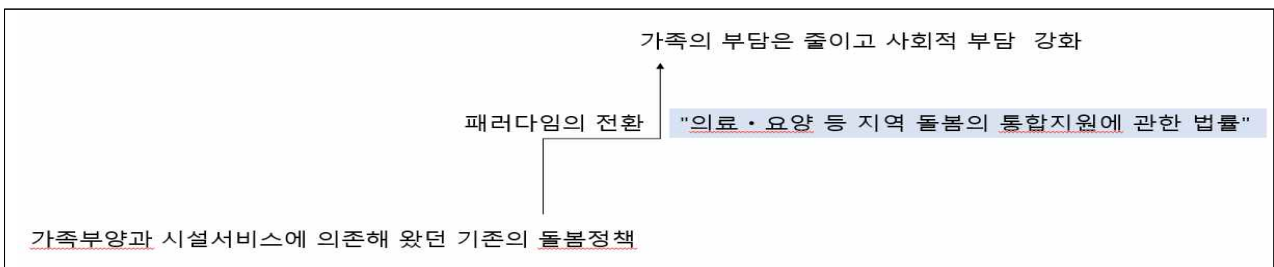 가족의 부담은 줄이고 사회적 부담 강화
패러다임의 전환 "의료・요양 등 지역 돌봄의 통합지원에 관한 법률"
가족부양과 시설서비스에 의존해 왔던 기존의 돌봄정책